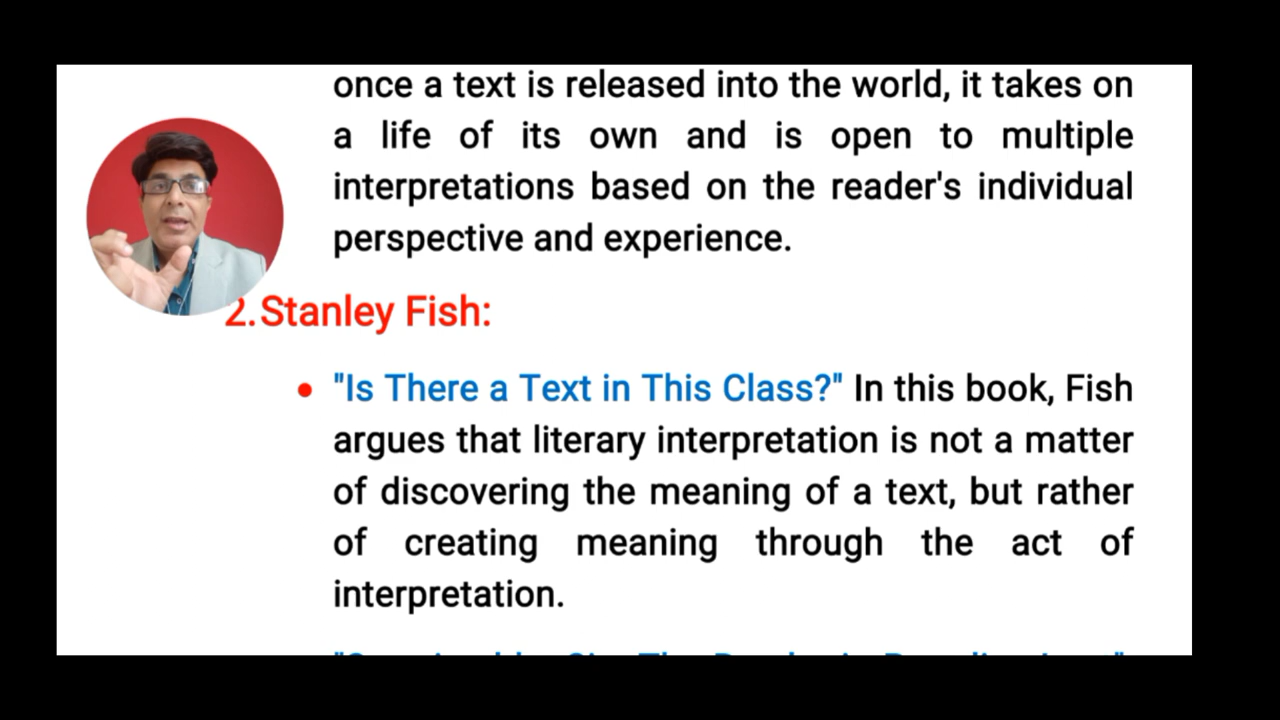 once a text is released into the world, it takes on
a life of its own and is open to multiple
interpretations based on the reader's individual
perspective and experience.
2. Stanley Fish:
• "Is There a Text in This Class?" In this book, Fish
argues that literary interpretation is not a matter
of discovering the meaning of a text, but rather
of creating meaning through the act of
interpretation.